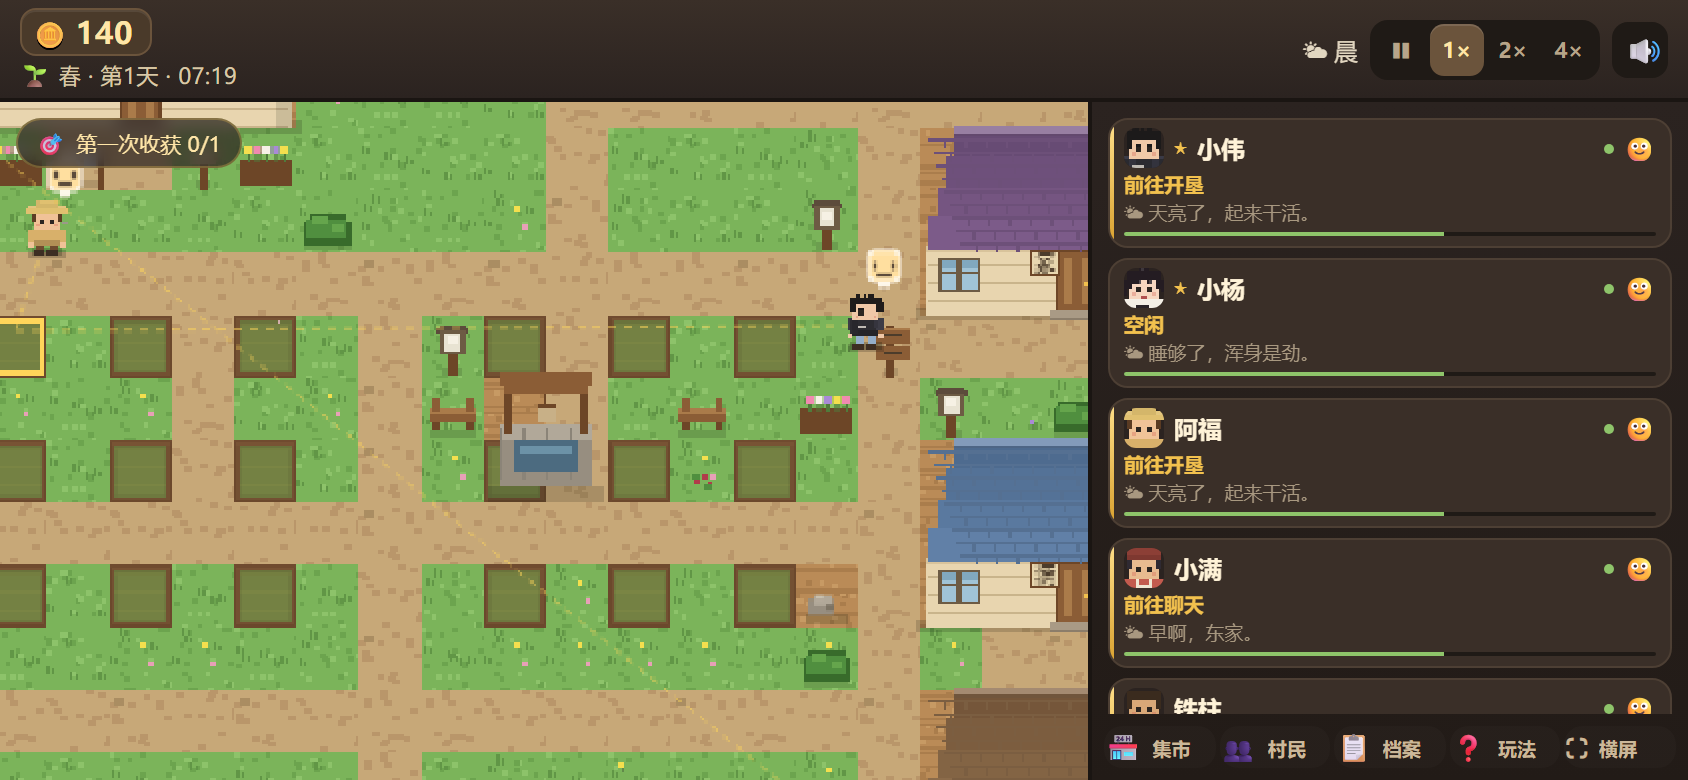 140
春 · 第1天 · 07:19
晨
1×
2×
4×
第一次收获 0/1
小伟
前往开垦
天亮了，起来干活。
小杨
空闲
睡够了，浑身是劲。
阿福
前往开垦
天亮了，起来干活。
小满
前往聊天
早啊，东家。
铁柱
24 H
集市
村民
档案
玩法
横屏